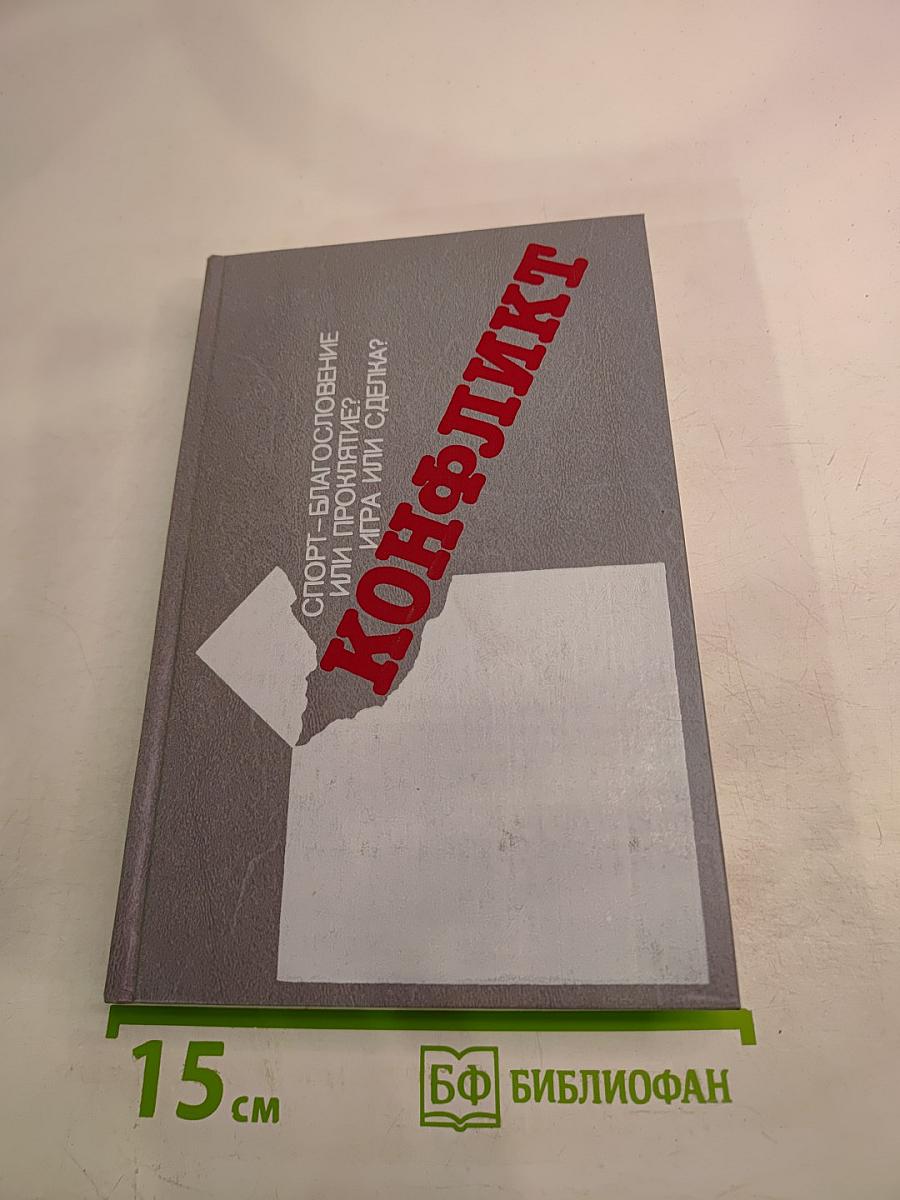 СПОРТ–БЛАГОСЛОВЕНИЕ
ИЛИ ПРОКЛЯТИЕ?
ИГРА ИЛИ СДЕЛКА?
КОНФЛИКТ
15 см
БФ БИБЛИОФАН